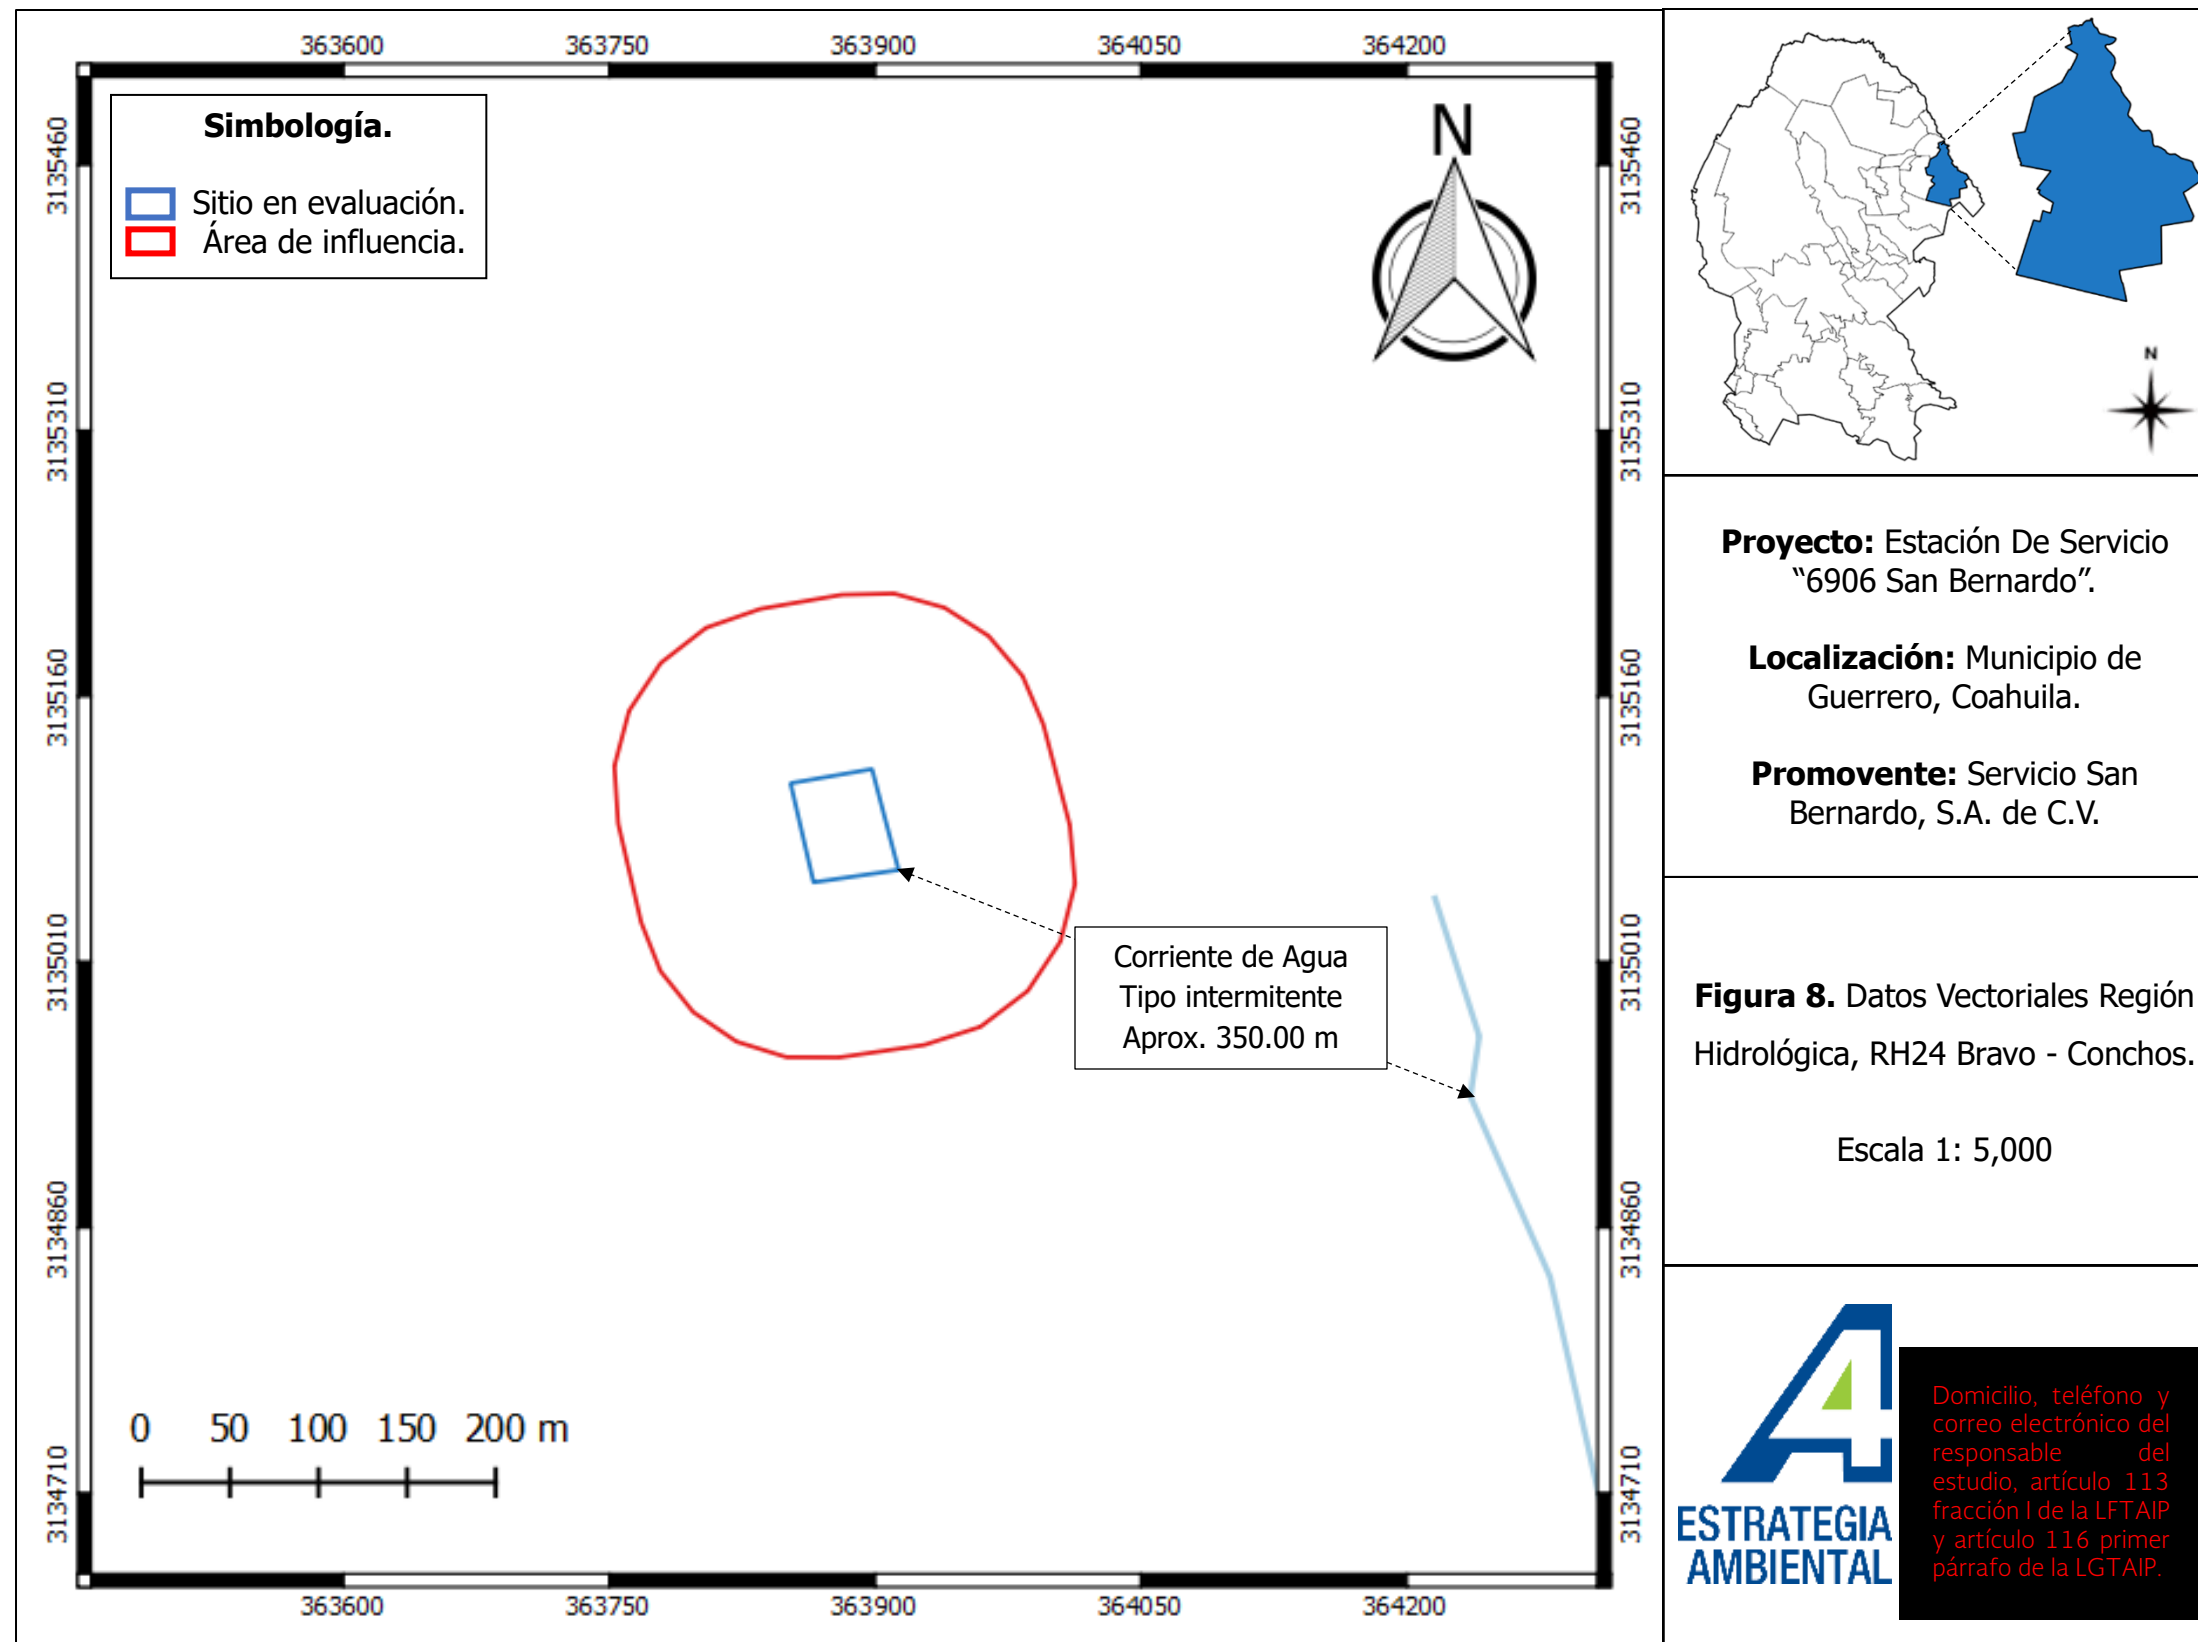 363600 363750 363900 364050 364200
Simbología.
Sitio en evaluación.
Área de influencia.
N
3135460
3135310
3135160
3135010
3134860
3134710
3135460
3135310
3135160
3135010
3134860
3134710
Corriente de Agua
Tipo intermitente
Aprox. 350.00 m
0 50 100 150 200 m
363600 363750 363900 364050 364200
N
Proyecto: Estación De Servicio
“6906 San Bernardo”.
Localización: Municipio de
Guerrero, Coahuila.
Promovente: Servicio San
Bernardo, S.A. de C.V.
Figura 8. Datos Vectoriales Región
Hidrológica, RH24 Bravo - Conchos.
Escala 1: 5,000
ESTRATEGIA
AMBIENTAL
Domicilio, teléfono y
correo electrónico del
responsable del
estudio, artículo 113
fracción I de la LFTAIP
y artículo 116 primer
párrafo de la LGTAIP.